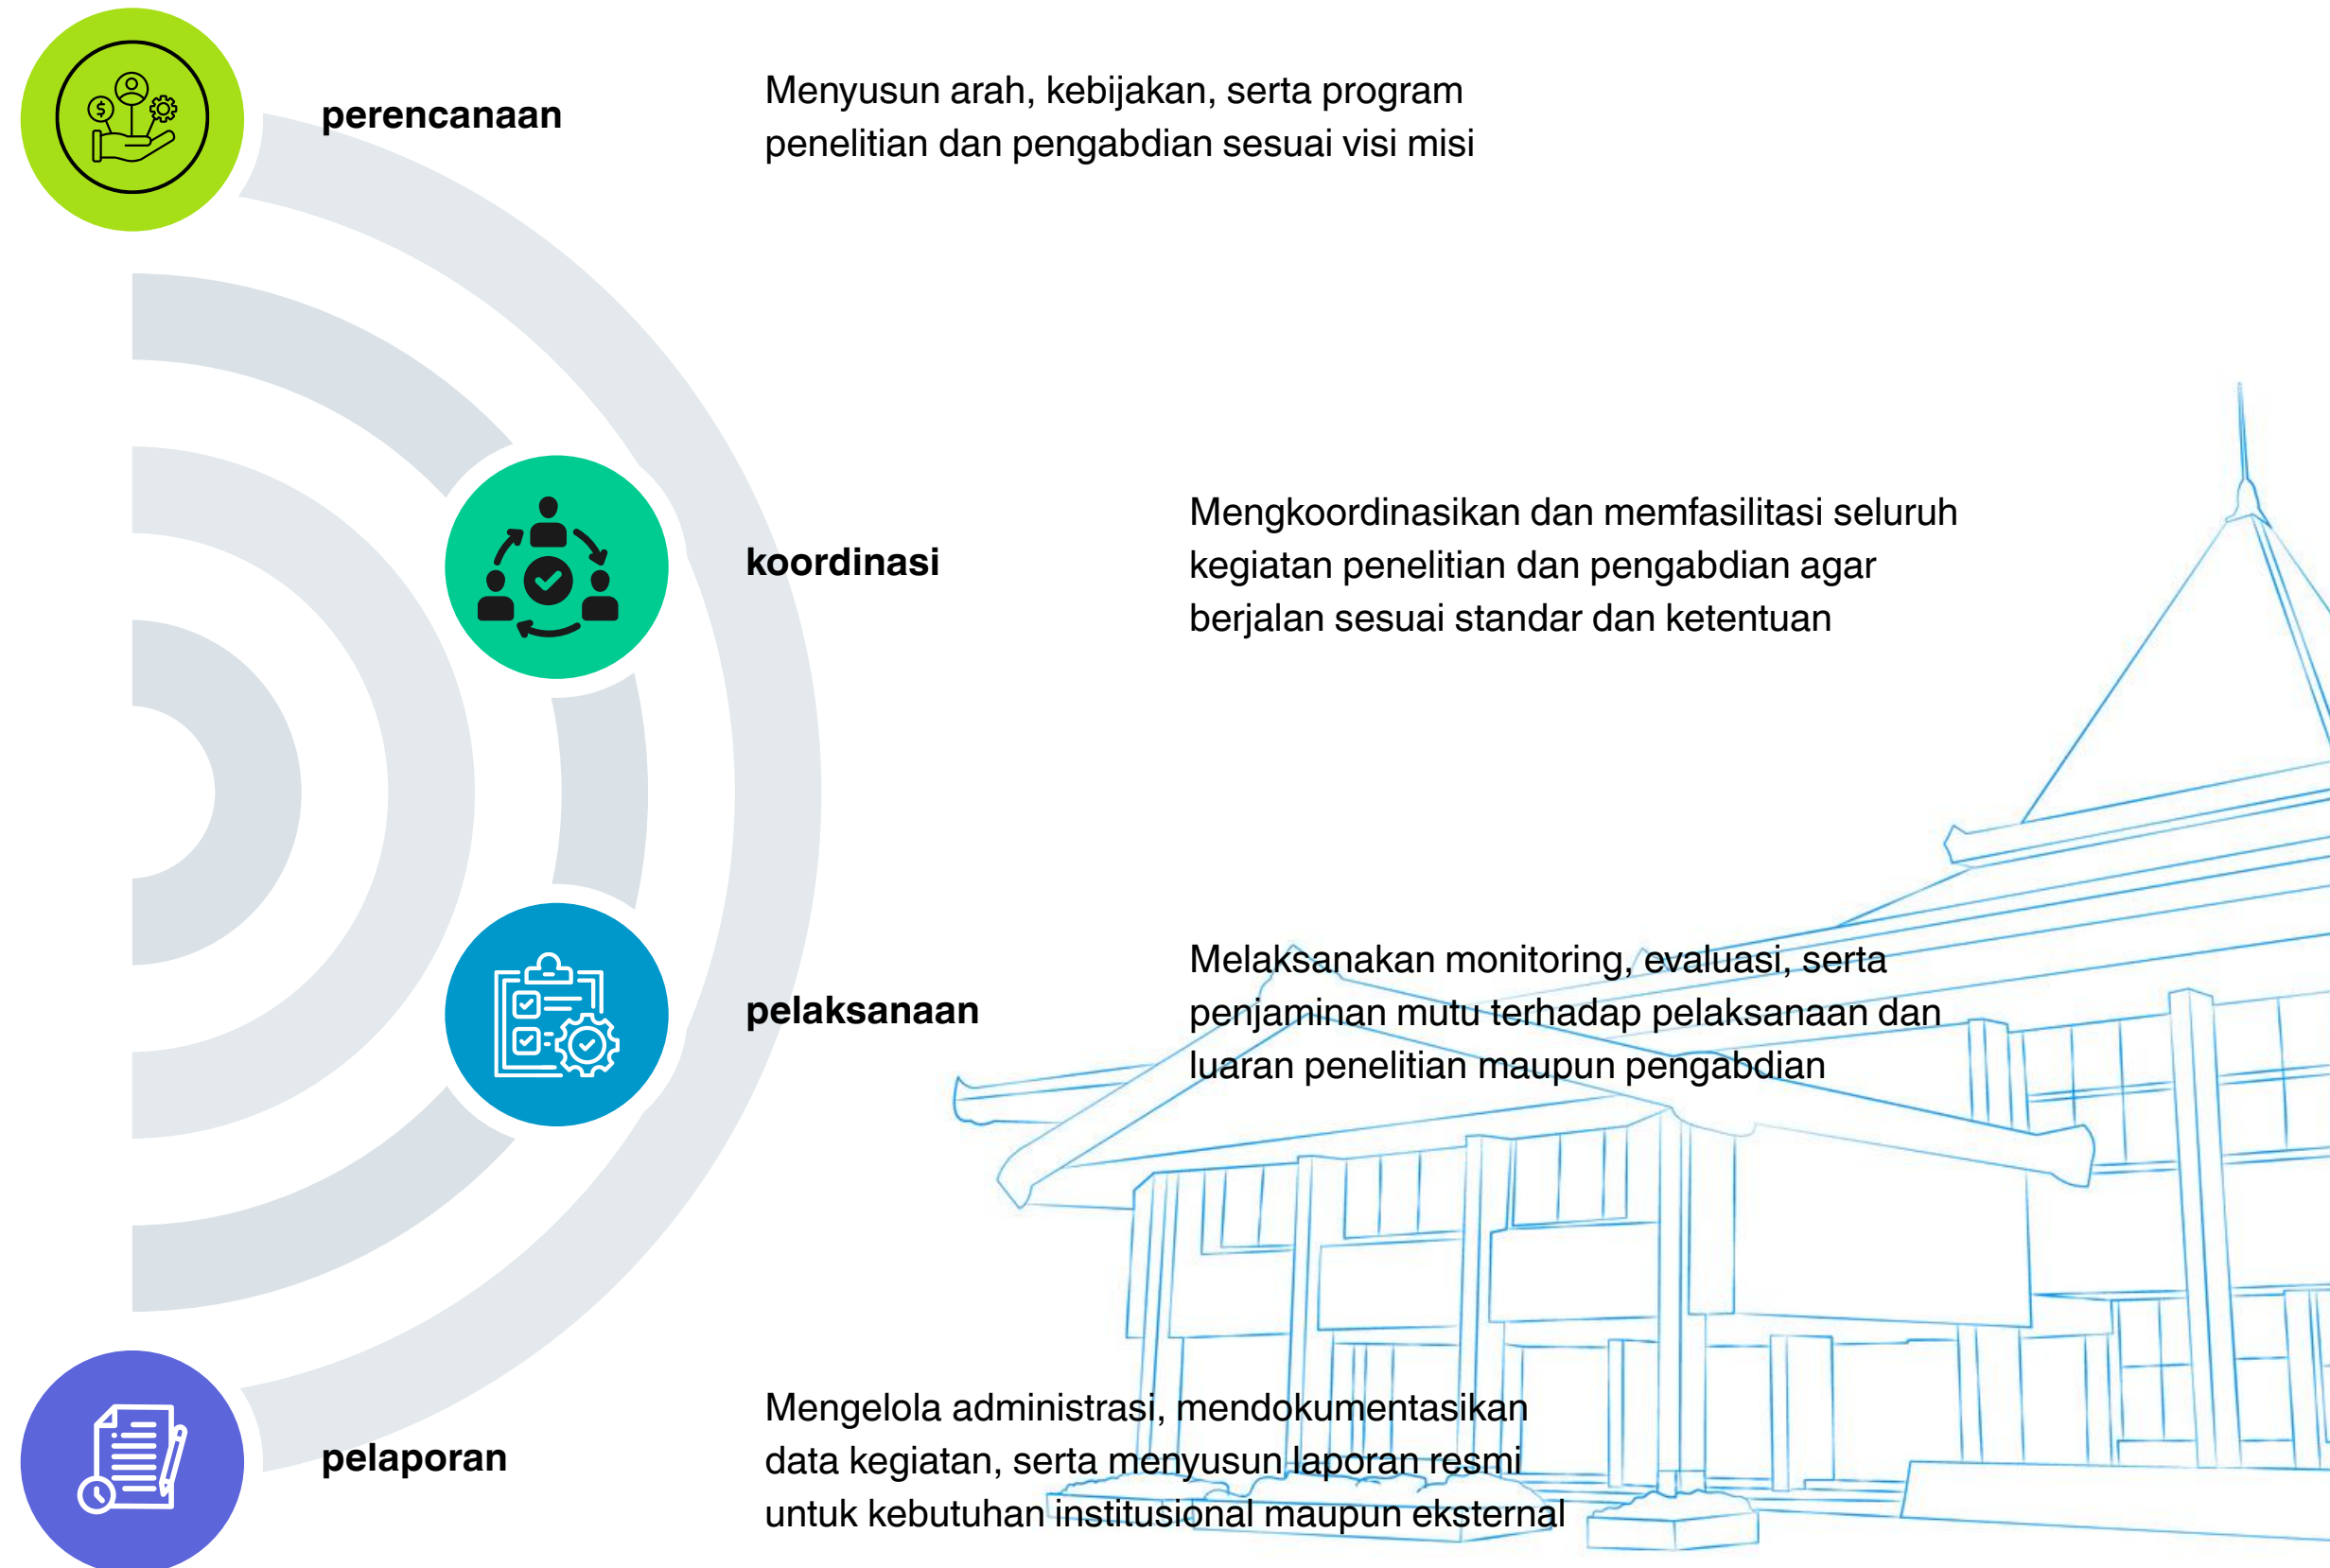 perencanaan
Menyusun arah, kebijakan, serta program
penelitian dan pengabdian sesuai visi misi
koordinasi
Mengkoordinasikan dan memfasilitasi seluruh
kegiatan penelitian dan pengabdian agar
berjalan sesuai standar dan ketentuan
pelaksanaan
Melaksanakan monitoring, evaluasi, serta
penjaminan mutu terhadap pelaksanaan dan
luaran penelitian maupun pengabdian
pelaporan
Mengelola administrasi, mendokumentasikan
data kegiatan, serta menyusun laporan resmi
untuk kebutuhan institusional maupun eksternal